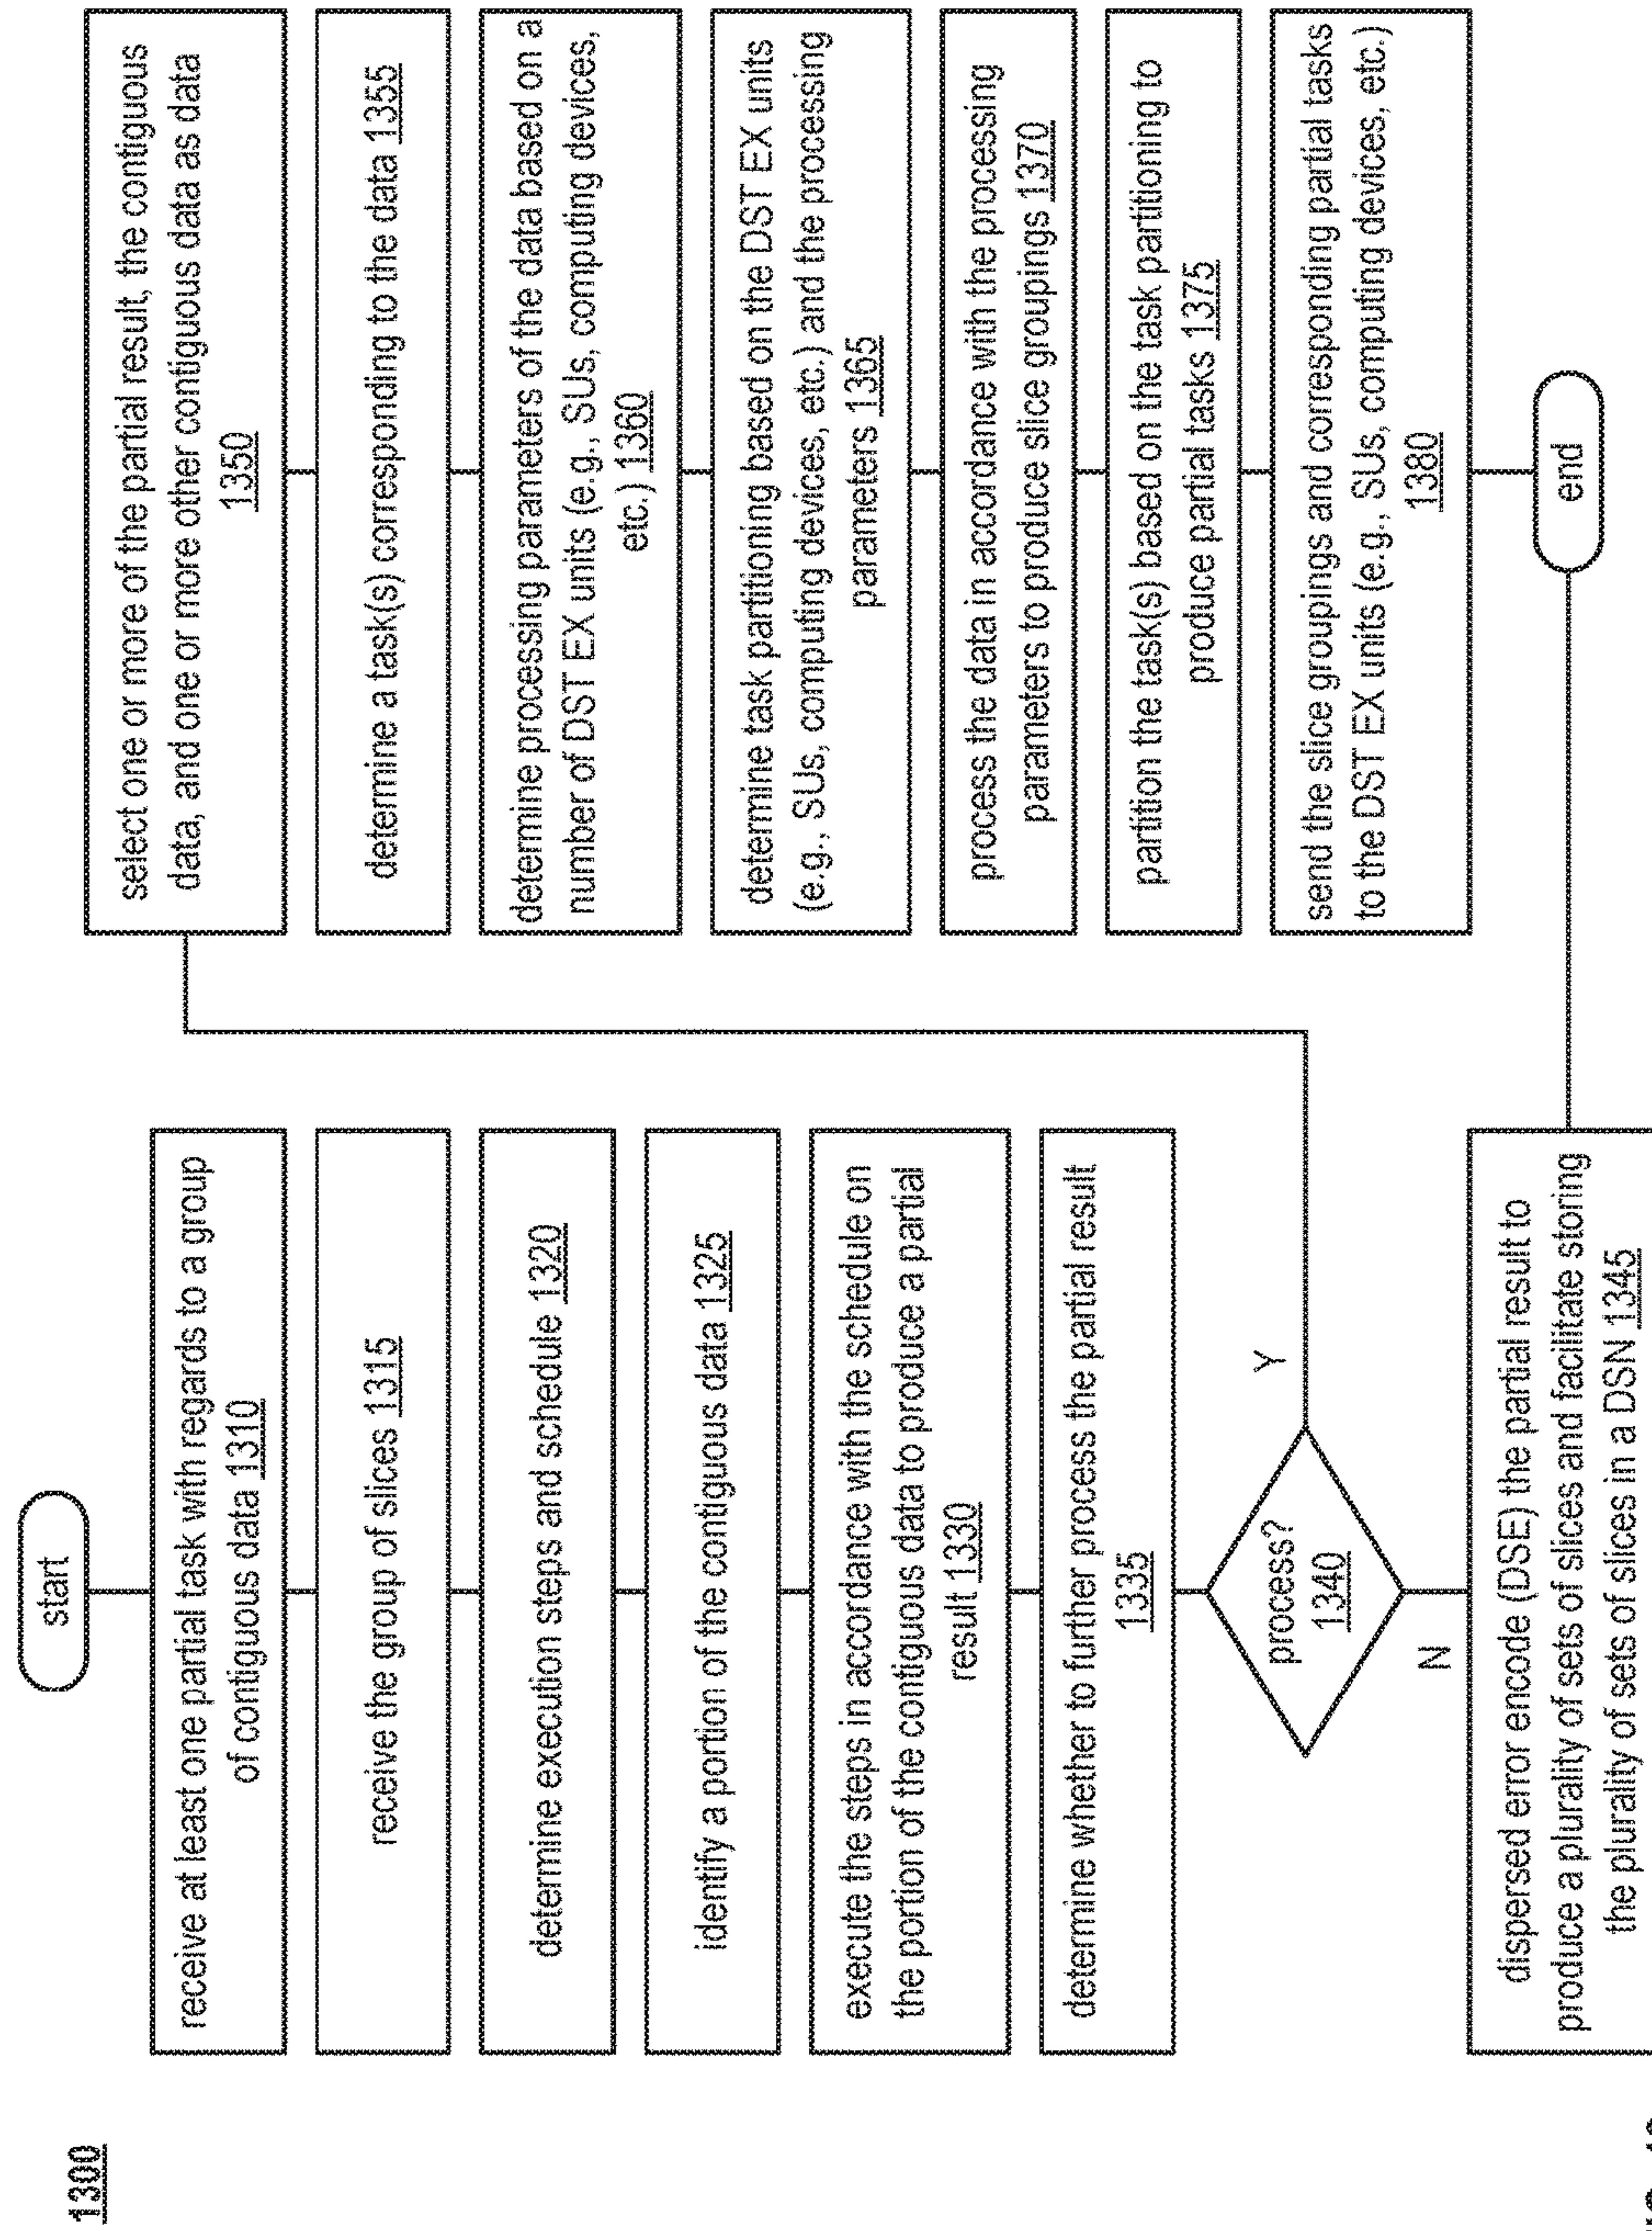 1300
start
receive at least one partial task with regards to a group
of contiguous data 1310
receive the group of slices 1315
determine execution steps and schedule 1320
identify a portion of the contiguous data 1325
execute the steps in accordance with the schedule on
the portion of the contiguous data to produce a partial
result 1330
determine whether to further process the partial result
1335
process?
1340
Y
N
dispersed error encode (DSE) the partial result to
produce a plurality of sets of slices and facilitate storing
the plurality of sets of slices in a DSN 1345
select one or more of the partial result, the contiguous
data, and one or more other contiguous data as data
1350
determine a task(s) corresponding to the data 1355
determine processing parameters of the data based on a
number of DST EX units (e.g., SUs, computing devices,
etc.) 1360
determine task partitioning based on the DST EX units
(e.g., SUs, computing devices, etc.) and the processing
parameters 1365
process the data in accordance with the processing
parameters to produce slice groupings 1370
partition the task(s) based on the task partitioning to
produce partial tasks 1375
send the slice groupings and corresponding partial tasks
to the DST EX units (e.g., SUs, computing devices, etc.)
1380
end